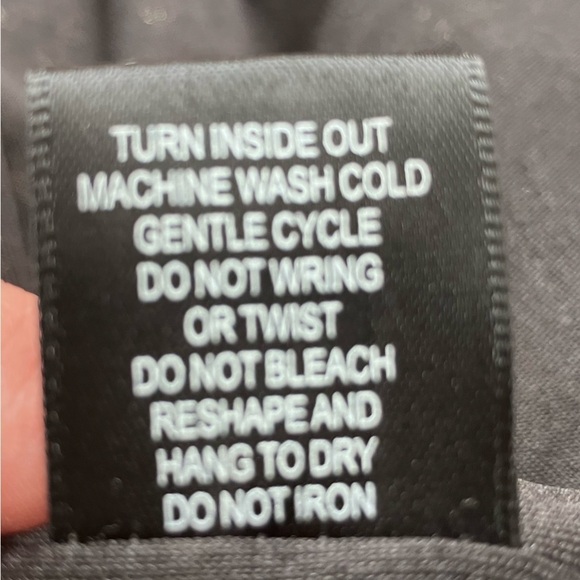 TURN INSIDE OUT
MACHINE WASH COLD
GENTLE CYCLE
DO NOT WRING
OR TWIST
DO NOT BLEACH
RESHAPE AND
HANG TO DRY
DO NOT IRON